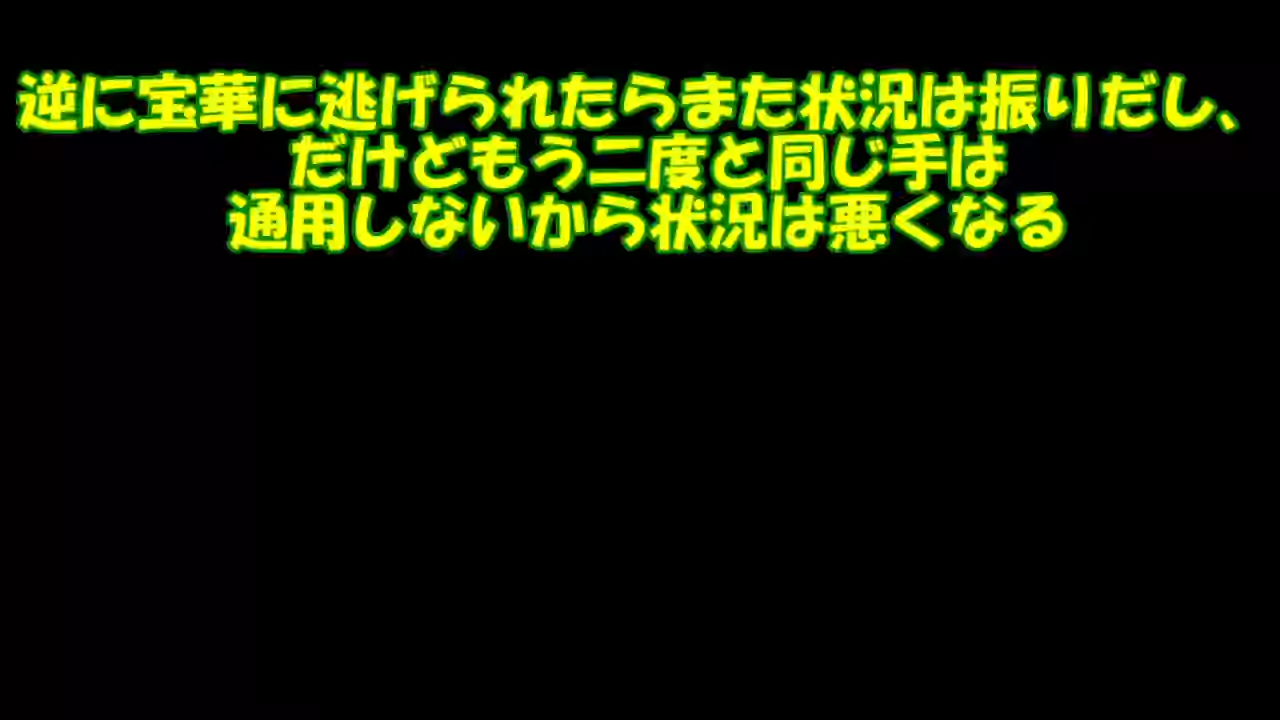 逆に宝華に逃げられたらまた状況は振りだし、
だけどもう二度と同じ手は
通用しないから状況は悪くなる